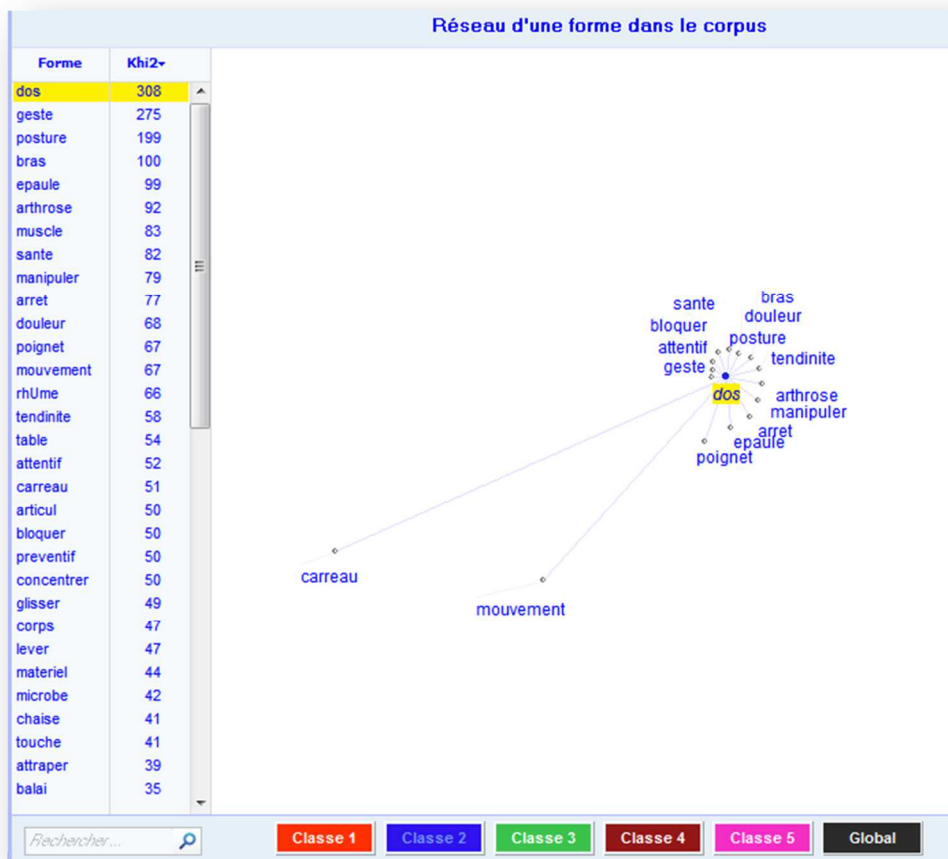 Réseau d'une forme dans le corpus
Forme Khi2
dos 308
geste 275
posture 199
bras 100
epaule 99
arthrose 92
muscle 83
sante 82
manipuler 79
arret 77
douleur 68
poignet 67
mouvement 67
rhUme 66
tendinite 58
table 54
attentif 52
carreau 51
articul 50
bloquer 50
preventif 50
concentrer 50
glisser 49
corps 47
lever 47
materiel 44
microbe 42
chaise 41
touche 41
attraper 39
balai 35
sante
bras
douleur
bloquer
posture
attentif
tendinite
geste
dos
arthrose
manipuler
arret
epaule
poignet
carreau
mouvement
Rechercher... Classe 1 Classe 2 Classe 3 Classe 4 Classe 5 Global